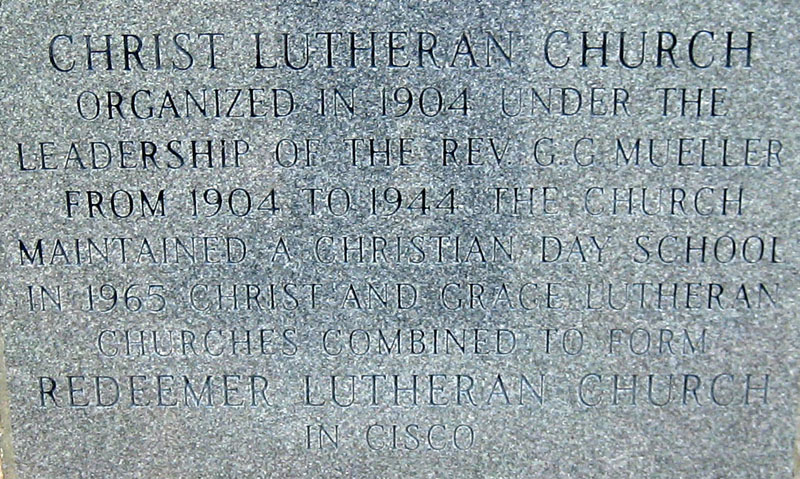 CHRIST LUTHERAN CHURCH
ORGANIZED IN 1904 UNDER THE
LEADERSHIP OF THE REV. G.G. MUELLER
FROM 1904 TO 1944 THE CHURCH
MAINTAINED A CHRISTIAN DAY SCHOOL
IN 1965 CHRIST AND GRACE LUTHERAN
CHURCHES COMBINED TO FORM
REDEEMER LUTHERAN CHURCH
IN CISCO